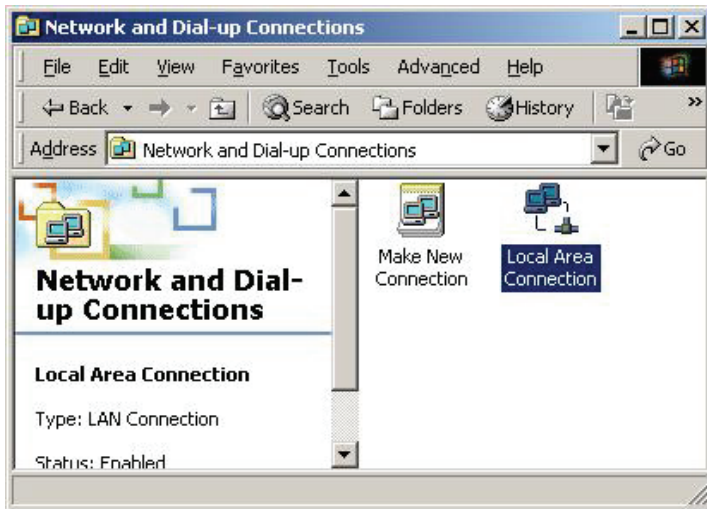 Network and Dial-up Connections
File Edit View Favorites Tools Advanced Help
Back Search Folders History »
Address Network and Dial-up Connections Go
Network and Dial-
up Connections
Local Area Connection
Type: LAN Connection
Status: Enabled
Make New
Connection
Local Area
Connection